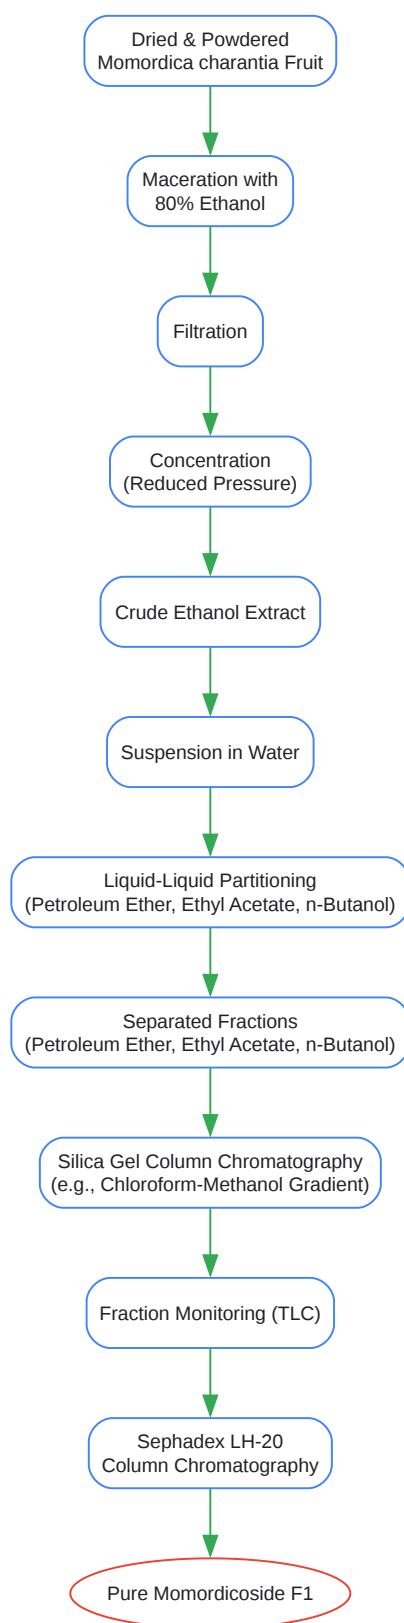 Dried & Powdered
Momordica charantia Fruit
Maceration with
80% Ethanol
Filtration
Concentration
(Reduced Pressure)
Crude Ethanol Extract
Suspension in Water
Liquid-Liquid Partitioning
(Petroleum Ether, Ethyl Acetate, n-Butanol)
Separated Fractions
(Petroleum Ether, Ethyl Acetate, n-Butanol)
Silica Gel Column Chromatography
(e.g., Chloroform-Methanol Gradient)
Fraction Monitoring (TLC)
Sephadex LH-20
Column Chromatography
Pure Momordicoside F1